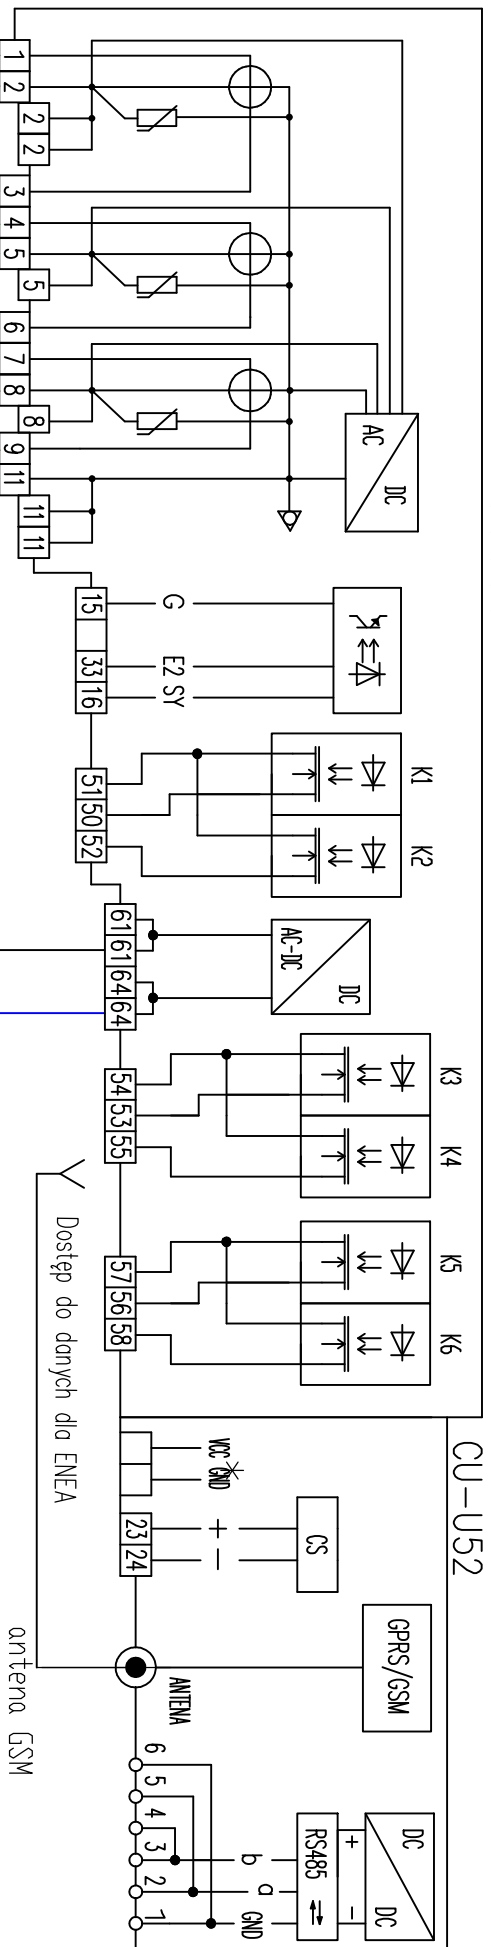 1
2
2
2
3
4
5
5
6
7
8
8
9
11
11
11
AC
DC
15
33
16
G
E2
SY
51
50
52
K1
K2
61
61
64
64
AC-DC
DC
54
53
55
K3
K4
57
56
58
K5
K6
Dostęp do danych dla ENEA
CU-U52
VCC
GND
23
24
+
−
CS
GPRS/GSM
ANTENA
antena GSM
6
5
4
3
2
1
b
a
GND
RS485
+
−
DC
DC